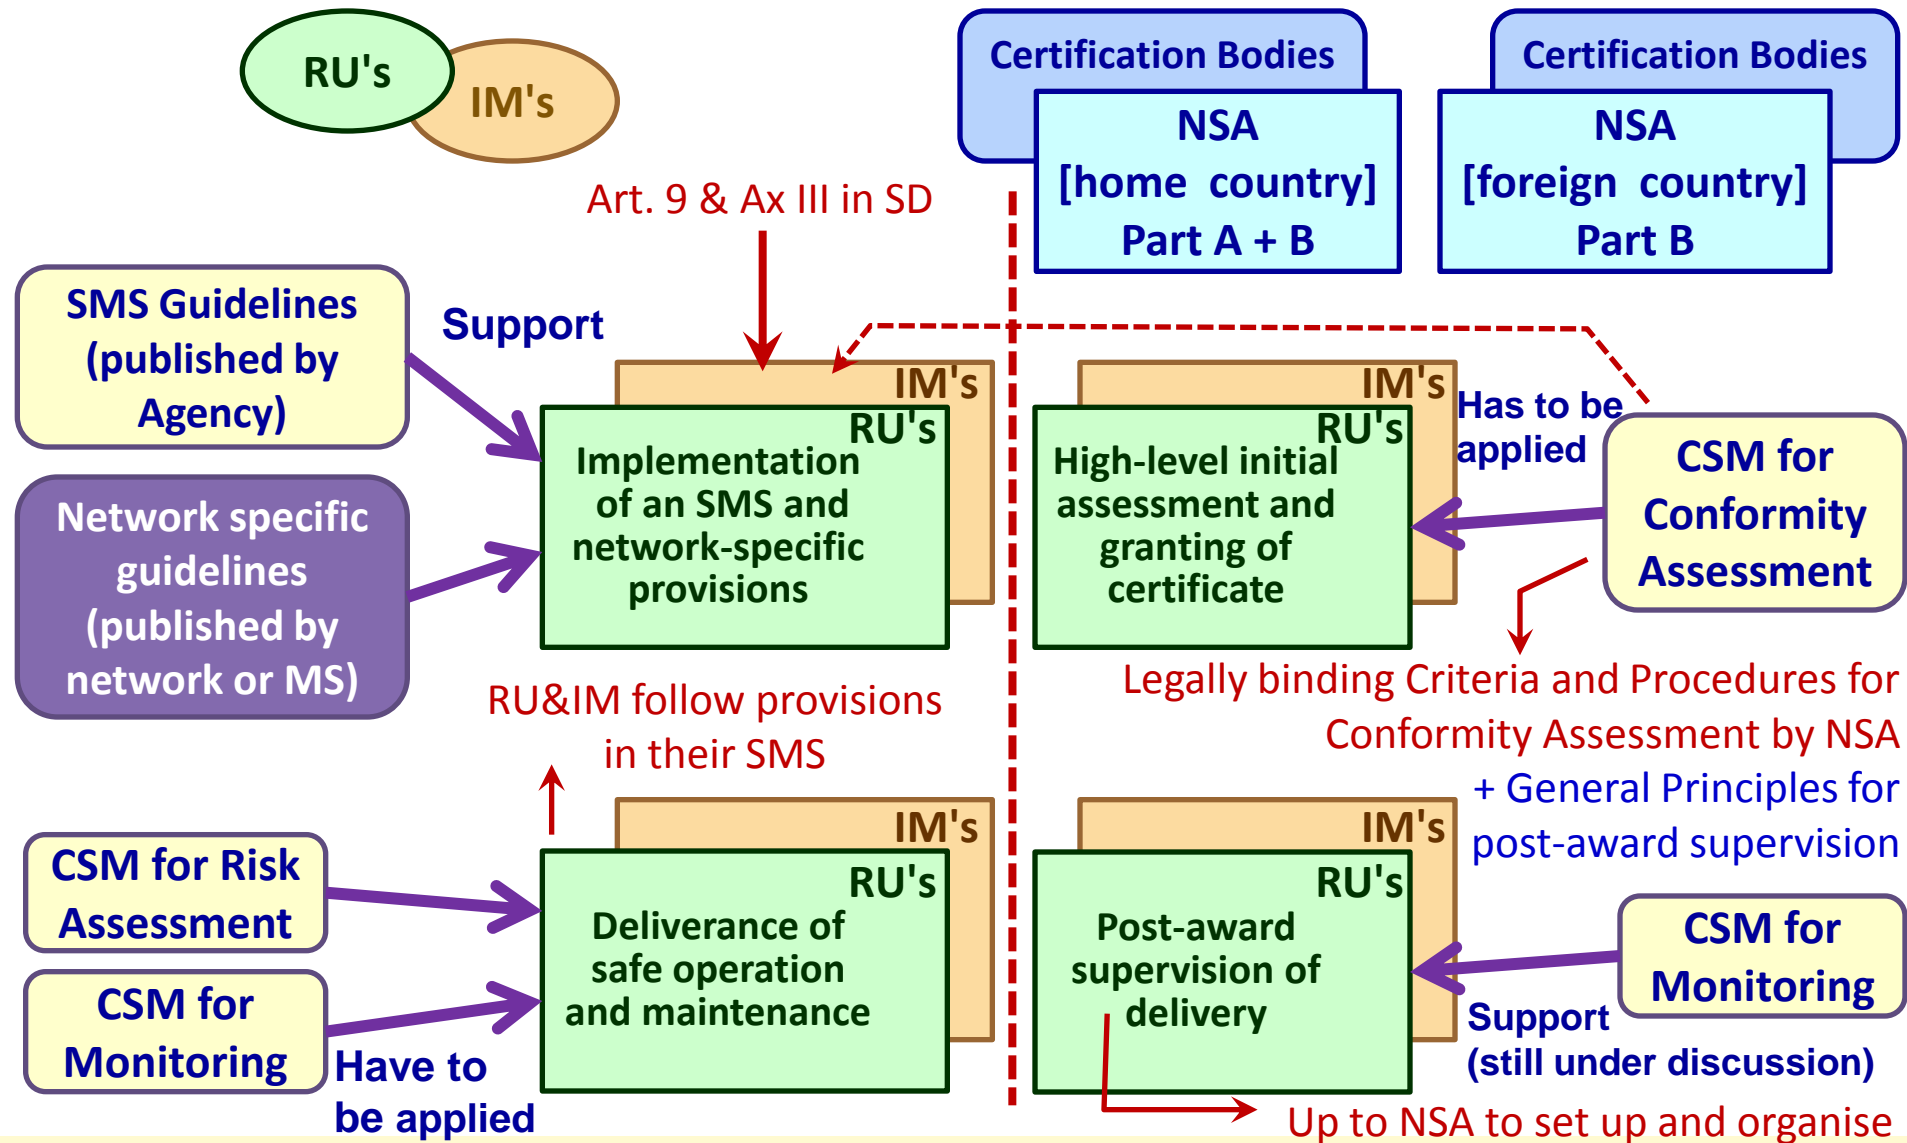 RU's
IM's
Certification Bodies
NSA
[home country]
Part A + B
Certification Bodies
NSA
[foreign country]
Part B
Art. 9 & Ax III in SD
SMS Guidelines
(published by
Agency)
Support
Network specific
guidelines
(published by
network or MS)
IM's
RU's
Implementation
of an SMS and
network-specific
provisions
IM's
RU's
High-level initial
assessment and
granting of
certificate
Has to be
applied
CSM for
Conformity
Assessment
RU&IM follow provisions
in their SMS
Legally binding Criteria and Procedures for
Conformity Assessment by NSA
+ General Principles for
post-award supervision
CSM for Risk
Assessment
CSM for
Monitoring
Have to
be applied
IM's
RU's
Deliverance of
safe operation
and maintenance
IM's
RU's
Post-award
supervision of
delivery
CSM for
Monitoring
Support
(still under discussion)
Up to NSA to set up and organise